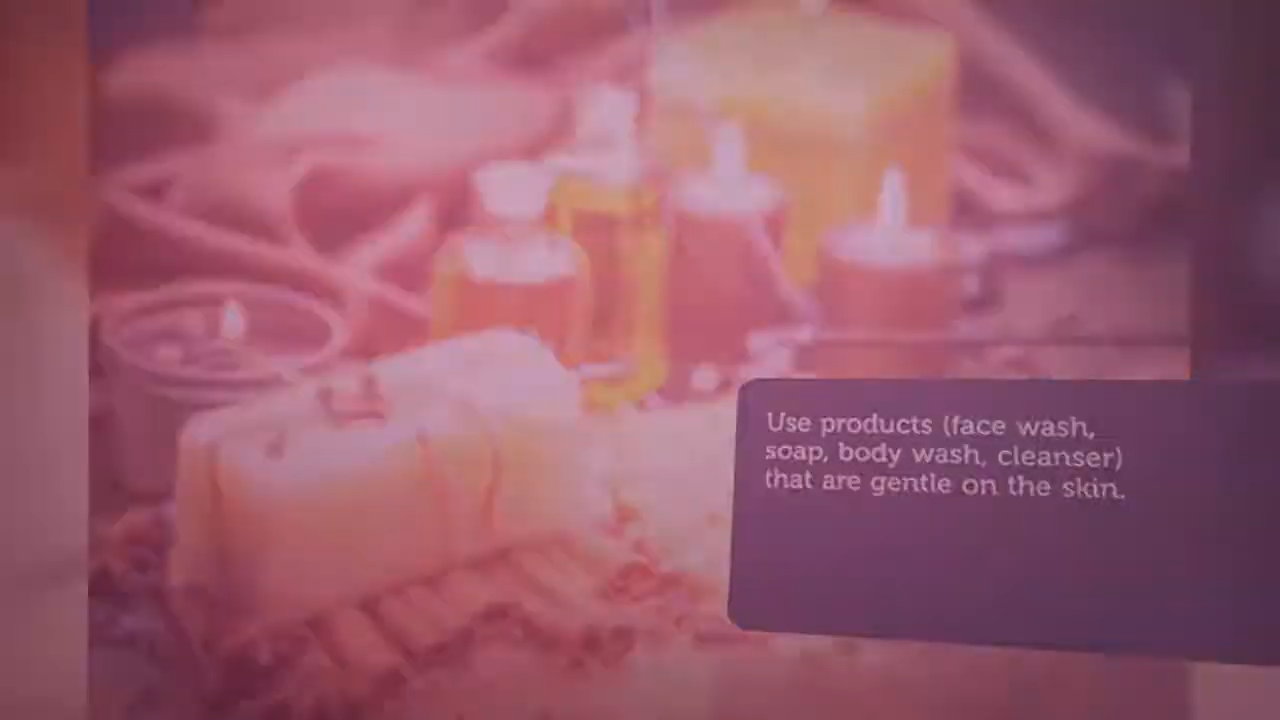 Use products (face wash,
soap, body wash, cleanser)
that are gentle on the skin.